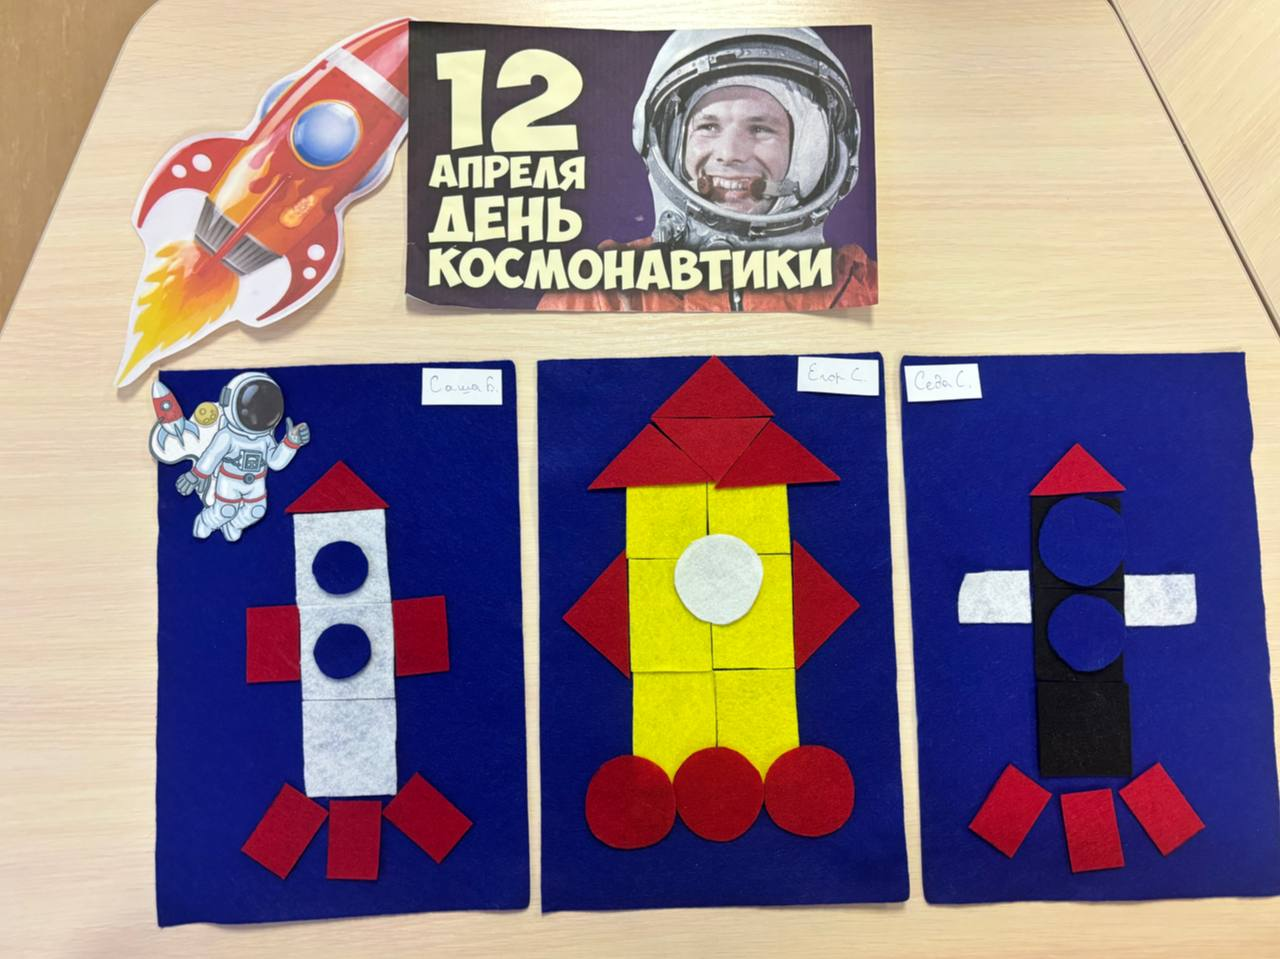 12
АПРЕЛЯ
ДЕНЬ
КОСМОНАВТИКИ
Саша Б.
Егор С.
Седа С.